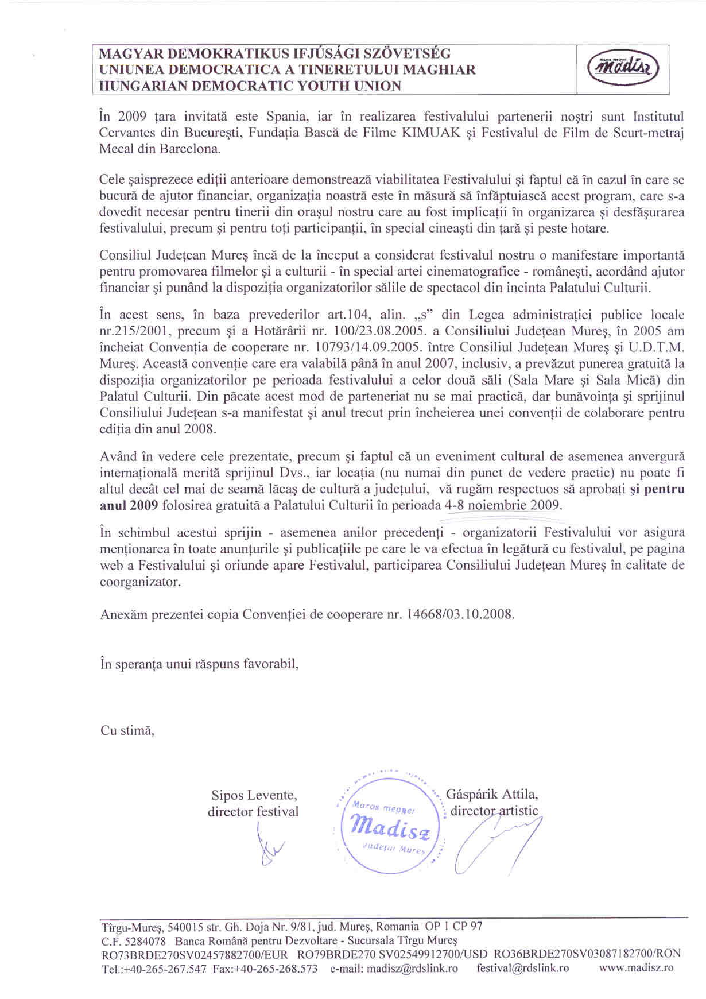 MAGYAR DEMOKRATIKUS IFJÚSÁGI SZÖVETSÉG
UNIUNEA DEMOCRATICA A TINERETULUI MAGHIAR
HUNGARIAN DEMOCRATIC YOUTH UNION
maros megyei
madisz
În 2009 ţara invitată este Spania, iar în realizarea festivalului partenerii noştri sunt Institutul
Cervantes din Bucureşti, Fundaţia Bască de Filme KIMUAK şi Festivalul de Film de Scurt-metraj
Mecal din Barcelona.
Cele şaisprezece ediţii anterioare demonstrează viabilitatea Festivalului şi faptul că în cazul în care se
bucură de ajutor financiar, organizaţia noastră este în măsură să înfăptuiască acest program, care s-a
dovedit necesar pentru tinerii din oraşul nostru care au fost implicaţii în organizarea şi desfăşurarea
festivalului, precum şi pentru toţi participanţii, în special cineaşti din ţară şi peste hotare.
Consiliul Judeţean Mureş încă de la început a considerat festivalul nostru o manifestare importantă
pentru promovarea filmelor şi a culturii - în special artei cinematografice - româneşti, acordând ajutor
financiar şi punând la dispoziţia organizatorilor sălile de spectacol din incinta Palatului Culturii.
În acest sens, în baza prevederilor art.104, alin. „s” din Legea administraţiei publice locale
nr.215/2001, precum şi a Hotărârii nr. 100/23.08.2005. a Consiliului Judeţean Mureş, în 2005 am
încheiat Convenţia de cooperare nr. 10793/14.09.2005. între Consiliul Judeţean Mureş şi U.D.T.M.
Mureş. Această convenţie care era valabilă până în anul 2007, inclusiv, a prevăzut punerea gratuită la
dispoziţia organizatorilor pe perioada festivalului a celor două săli (Sala Mare şi Sala Mică) din
Palatul Culturii. Din păcate acest mod de parteneriat nu se mai practică, dar bunăvoinţa şi sprijinul
Consiliului Judeţean s-a manifestat şi anul trecut prin încheierea unei convenţii de colaborare pentru
ediţia din anul 2008.
Având în vedere cele prezentate, precum şi faptul că un eveniment cultural de asemenea anvergură
internaţională merită sprijinul Dvs., iar locaţia (nu numai din punct de vedere practic) nu poate fi
altul decât cel mai de seamă lăcaş de cultură a judeţului, vă rugăm respectuos să aprobaţi şi pentru
anul 2009 folosirea gratuită a Palatului Culturii în perioada 4-8 noiembrie 2009.
În schimbul acestui sprijin - asemenea anilor precedenţi - organizatorii Festivalului vor asigura
menţionarea în toate anunţurile şi publicaţiile pe care le va efectua în legătură cu festivalul, pe pagina
web a Festivalului şi oriunde apare Festivalul, participarea Consiliului Judeţean Mureş în calitate de
coorganizator.
Anexăm prezentei copia Convenţiei de cooperare nr. 14668/03.10.2008.
În speranţa unui răspuns favorabil,
Cu stimă,
Sipos Levente,
director festival
Maros megyei
Madisz
Judeţul Mureş
Gáspárik Attila,
director artistic
Tîrgu-Mureş, 540015 str. Gh. Doja Nr. 9/81, jud. Mureş, Romania OP 1 CP 97
C.F. 5284078 Banca Română pentru Dezvoltare - Sucursala Tîrgu Mureş
RO73BRDE270SV02457882700/EUR RO79BRDE270 SV02549912700/USD RO36BRDE270SV03087182700/RON
Tel.:+40-265-267.547 Fax:+40-265-268.573 e-mail: madisz@rdslink.ro festival@rdslink.ro www.madisz.ro